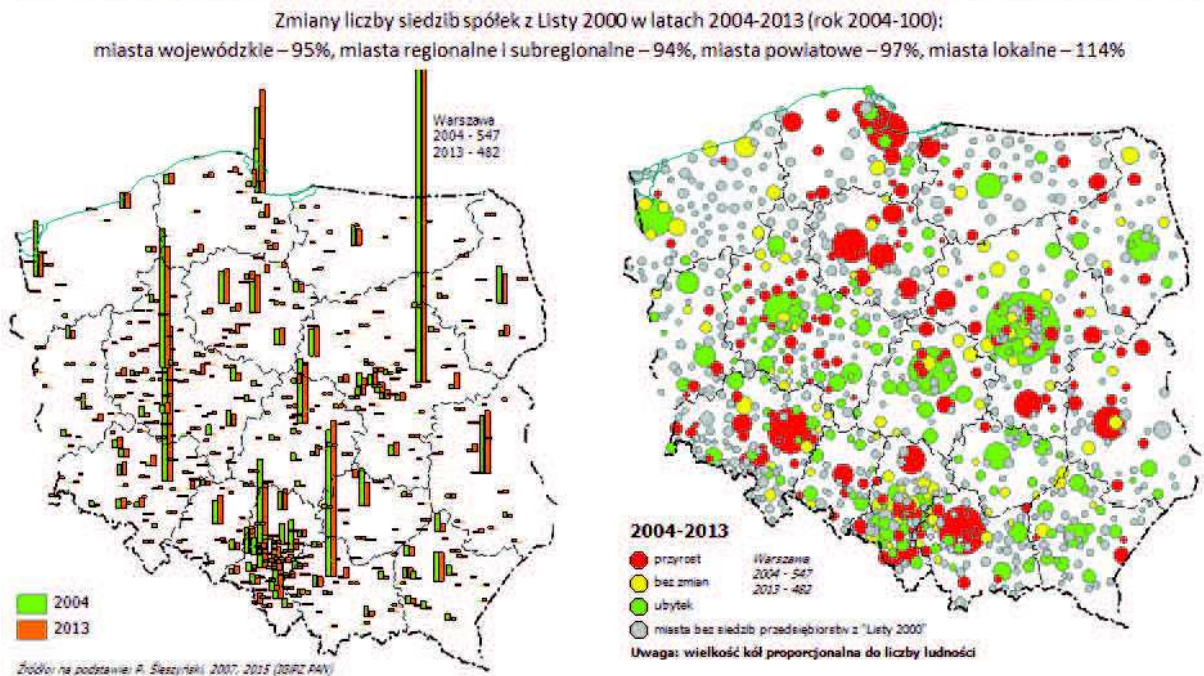 Zmiany liczby siedzib spółek z Listy 2000 w latach 2004-2013 (rok 2004-100):
miasta wojewódzkie – 95%, miasta regionalne i subregionalne – 94%, miasta powiatowe – 97%, miasta lokalne – 114%
Warszawa
2004 - 547
2013 - 482
2004
2013
Źródło: na podstawie: P. Śleszyński, 2007, 2015 (IGiPZ PAN)
2004-2013
przyrost
bez zmian
ubytek
miasta bez siedzib przedsiębiorstw z "Listy 2000"
Warszawa
2004 - 547
2013 - 482
Uwaga: wielkość kół proporcjonalna do liczby ludności